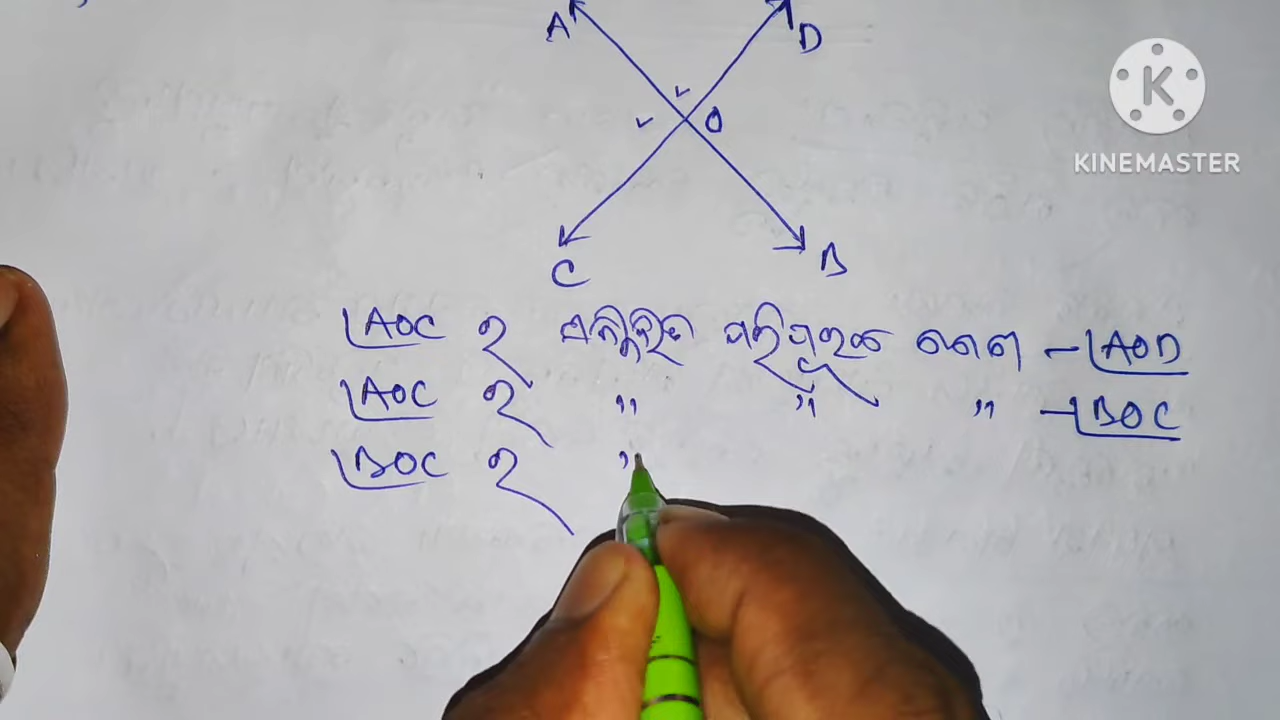 A D
O
C B
∠AOC ର ସନ୍ନିହିତ ପରିପୂରକ କୋଣ - ∠AOD
∠AOC ର " " " - ∠BOC
∠BOC ର "
KINEMASTER